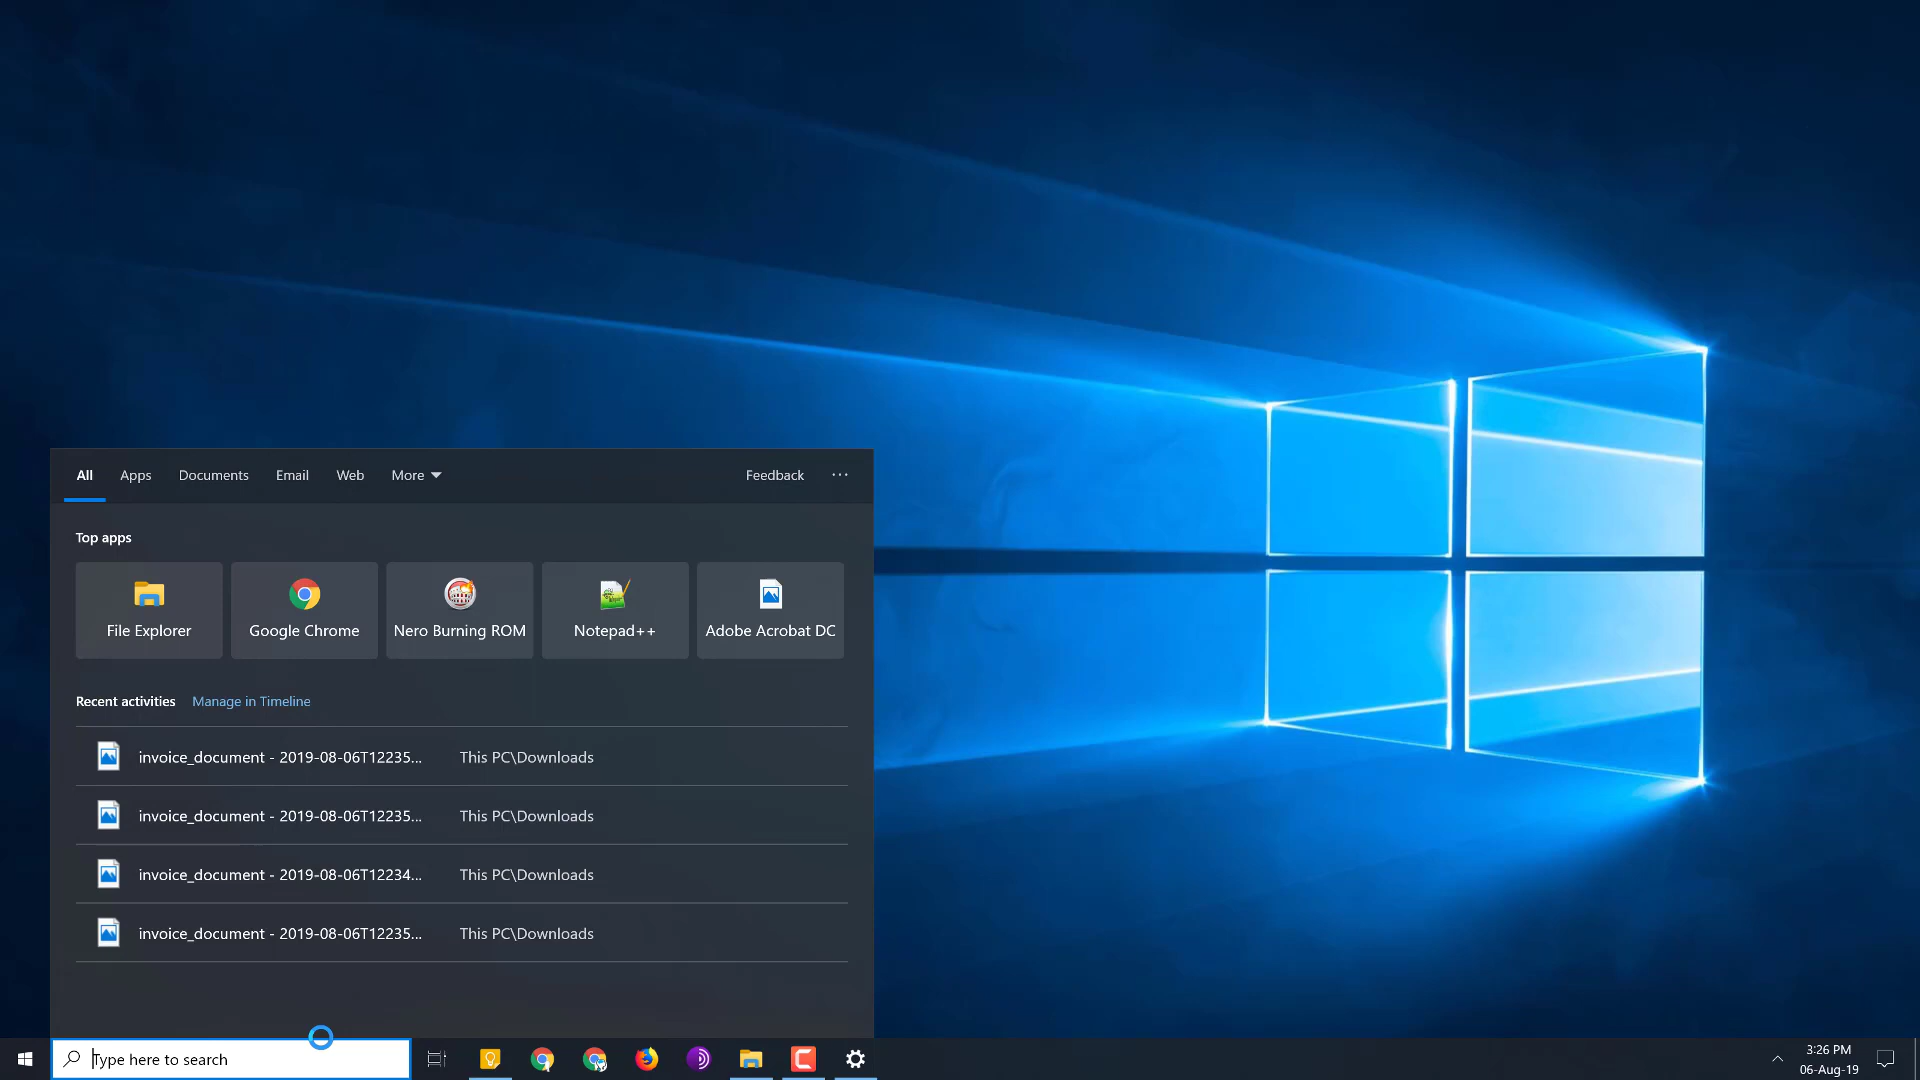 All Apps Documents Email Web More Feedback ...
Top apps
File Explorer Google Chrome Nero Burning ROM Notepad++ Adobe Acrobat DC
Recent activities Manage in Timeline
invoice_document - 2019-08-06T12235... This PC\Downloads
invoice_document - 2019-08-06T12235... This PC\Downloads
invoice_document - 2019-08-06T12234... This PC\Downloads
invoice_document - 2019-08-06T12235... This PC\Downloads
Type here to search
3:26 PM
06-Aug-19